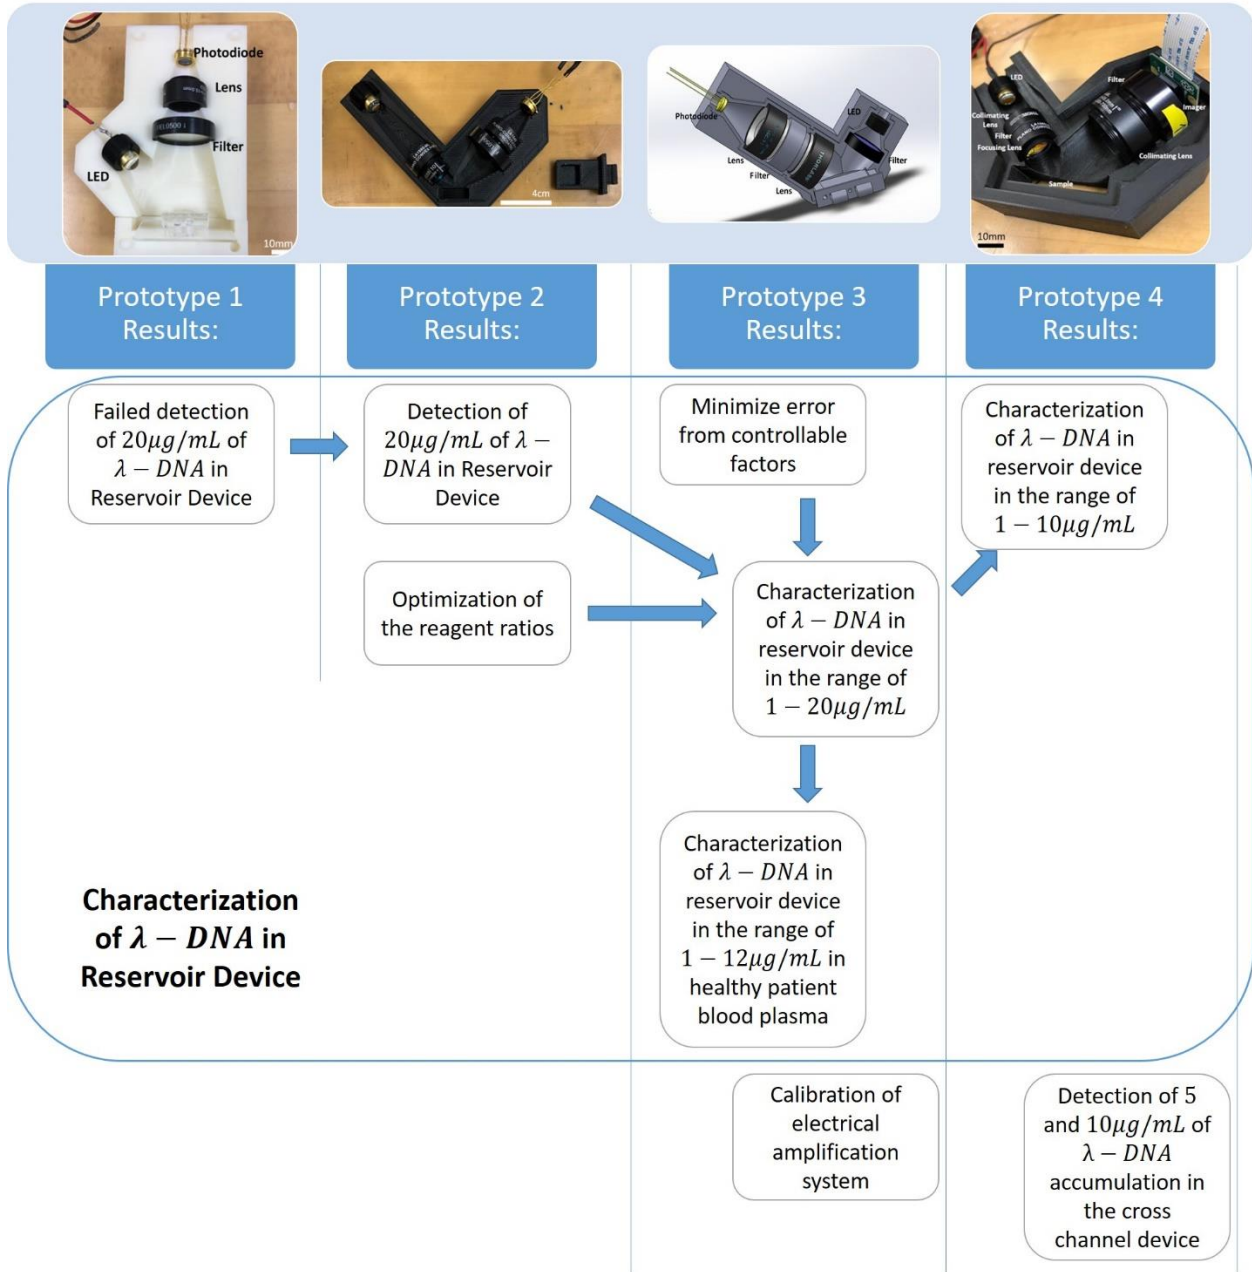 Photodiode
Lens
Filter
LED
10mm
4cm
Photodiode
LED
Lens
Filter
Lens
Filter
LED
Filter
Imager
Collimating
Lens
Filter
Focusing Lens
Collimating Lens
Sample
10mm
Prototype 1
Results:
Prototype 2
Results:
Prototype 3
Results:
Prototype 4
Results:
Failed detection
of 20μg/mL of
λ − DNA in
Reservoir Device
Detection of
20μg/mL of λ −
DNA in Reservoir
Device
Minimize error
from controllable
factors
Characterization
of λ − DNA in
reservoir device
in the range of
1 − 10μg/mL
Optimization of
the reagent ratios
Characterization
of λ − DNA in
reservoir device
in the range of
1 − 20μg/mL
Characterization
of λ − DNA in
reservoir device
in the range of
1 − 12μg/mL in
healthy patient
blood plasma
Characterization
of λ − DNA in
Reservoir Device
Calibration of
electrical
amplification
system
Detection of 5
and 10μg/mL of
λ − DNA
accumulation in
the cross
channel device